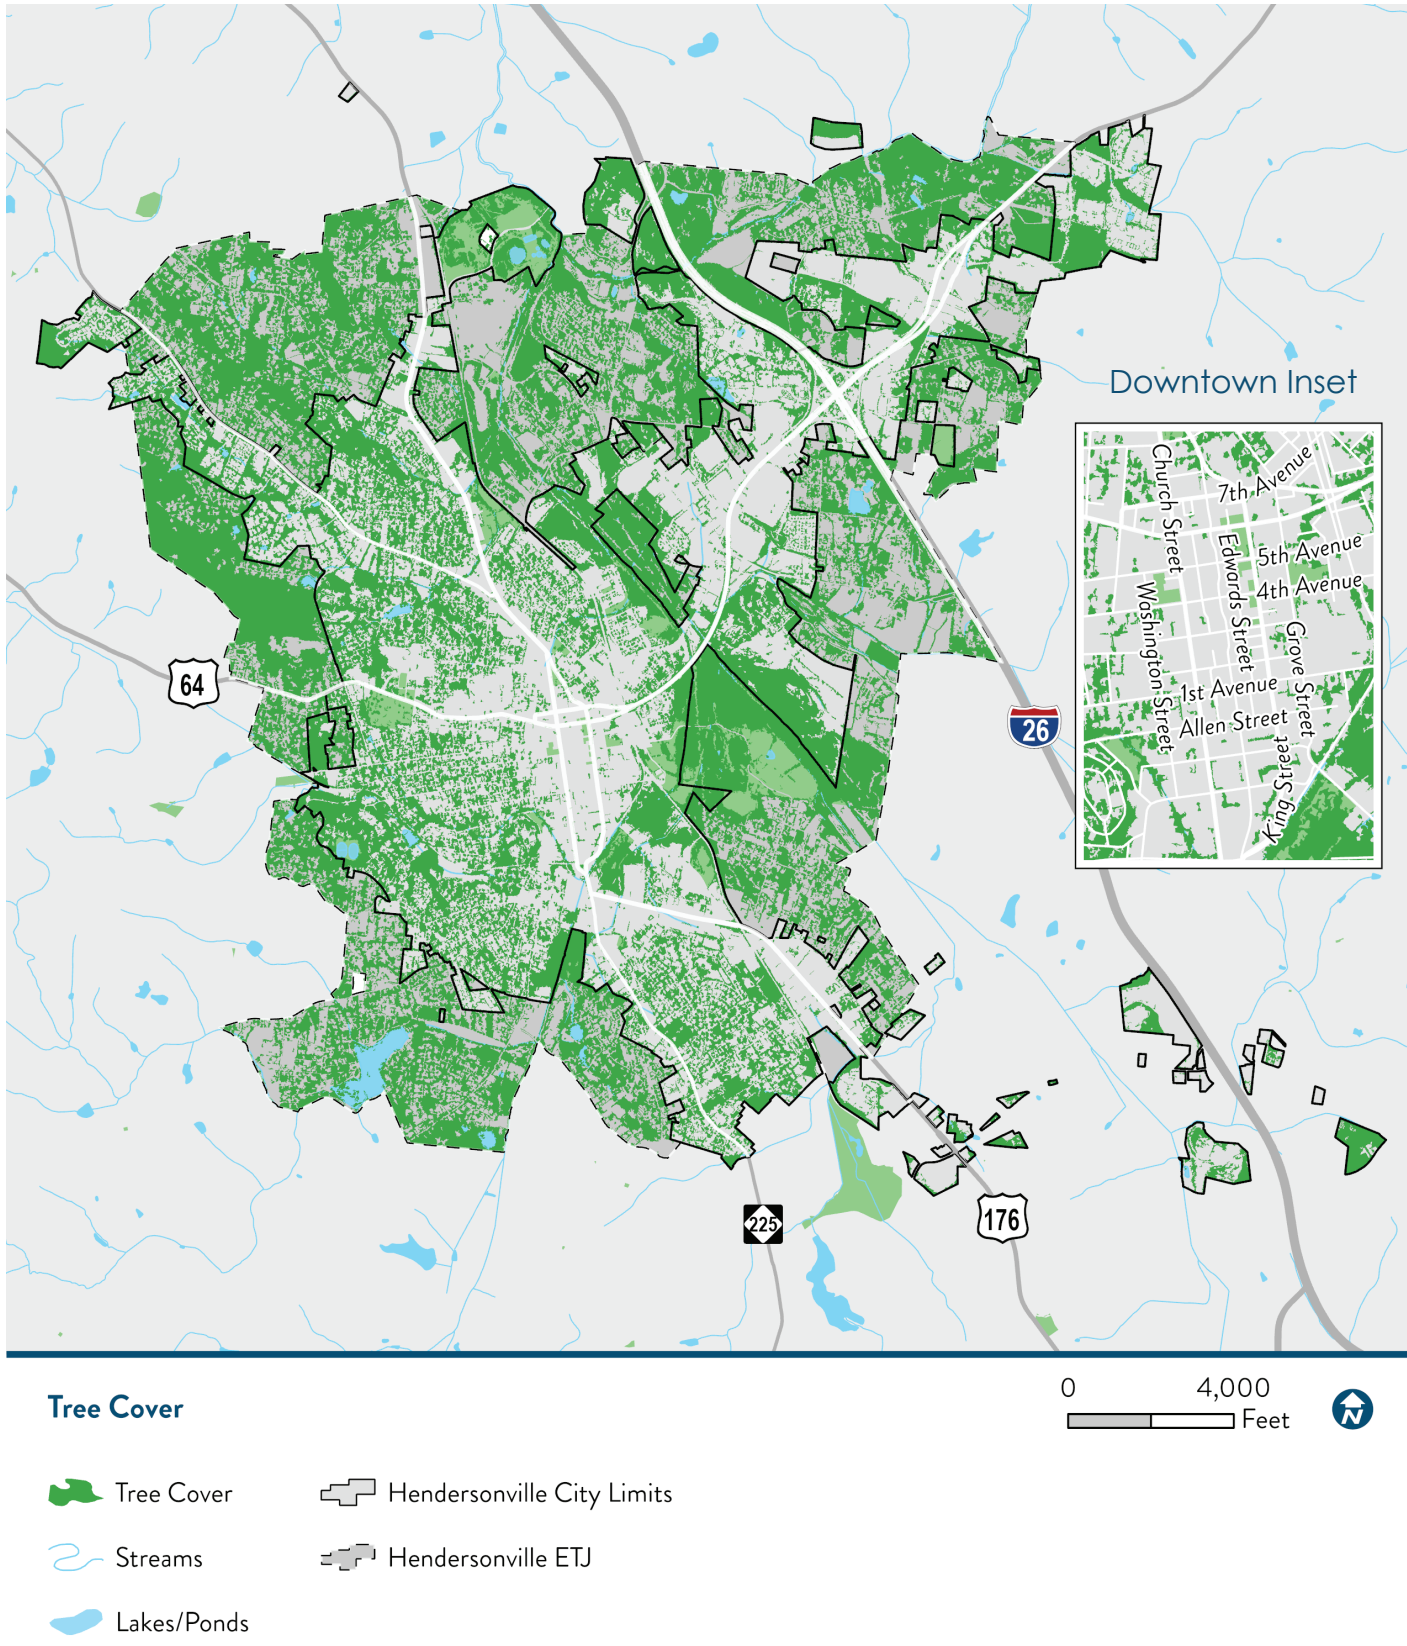 Downtown Inset
Church Street
7th Avenue
Edwards Street
5th Avenue
4th Avenue
Washington Street
Grove Street
1st Avenue
Allen Street
King Street
64
26
225
176
Tree Cover
0 4,000
Feet
N
Tree Cover
Hendersonville City Limits
Streams
Hendersonville ETJ
Lakes/Ponds